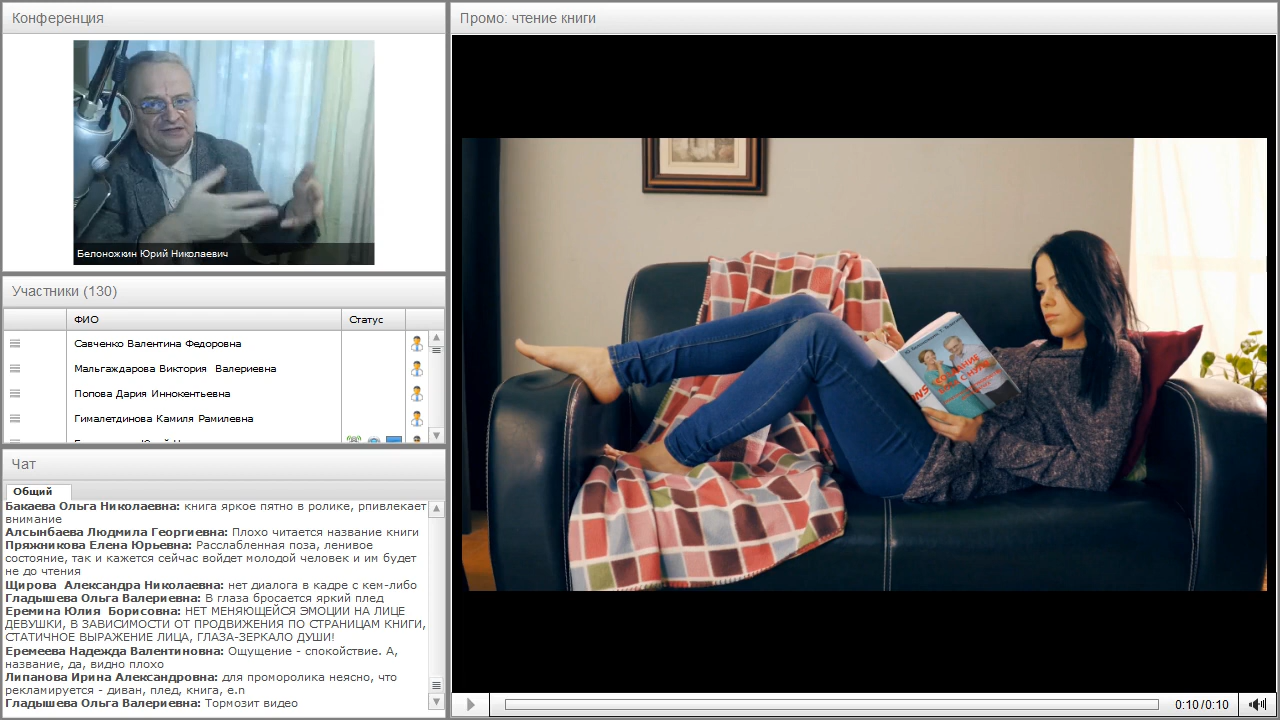 Конференция
Белоножкин Юрий Николаевич
Участники (130)
ФИО
Статус
Савченко Валентина Федоровна
Мальгаждарова Виктория Валериевна
Попова Дария Иннокентьевна
Гималетдинова Камиля Рамилевна
Чат
Общий
Бакаева Ольга Николаевна: книга яркое пятно в ролике, рпивлекает
внимание
Алсынбаева Людмила Георгиевна: Плохо читается название книги
Пряжникова Елена Юрьевна: Расслабленная поза, ленивое
состояние, так и кажется сейчас войдет молодой человек и им будет
не до чтения
Щирова Александра Николаевна: нет диалога в кадре с кем-либо
Гладышева Ольга Валериевна: В глаза бросается яркий плед
Еремина Юлия Борисовна: НЕТ МЕНЯЮЩЕЙСЯ ЭМОЦИИ НА ЛИЦЕ
ДЕВУШКИ, В ЗАВИСИМОСТИ ОТ ПРОДВИЖЕНИЯ ПО СТРАНИЦАМ КНИГИ,
СТАТИЧНОЕ ВЫРАЖЕНИЕ ЛИЦА, ГЛАЗА-ЗЕРКАЛО ДУШИ!
Еремеева Надежда Валентиновна: Ощущение - спокойствие. А,
название, да, видно плохо
Липанова Ирина Александровна: для проморолика неясно, что
рекламируется - диван, плед, книга, е.п
Гладышева Ольга Валериевна: Тормозит видео
Промо: чтение книги
0:10/0:10